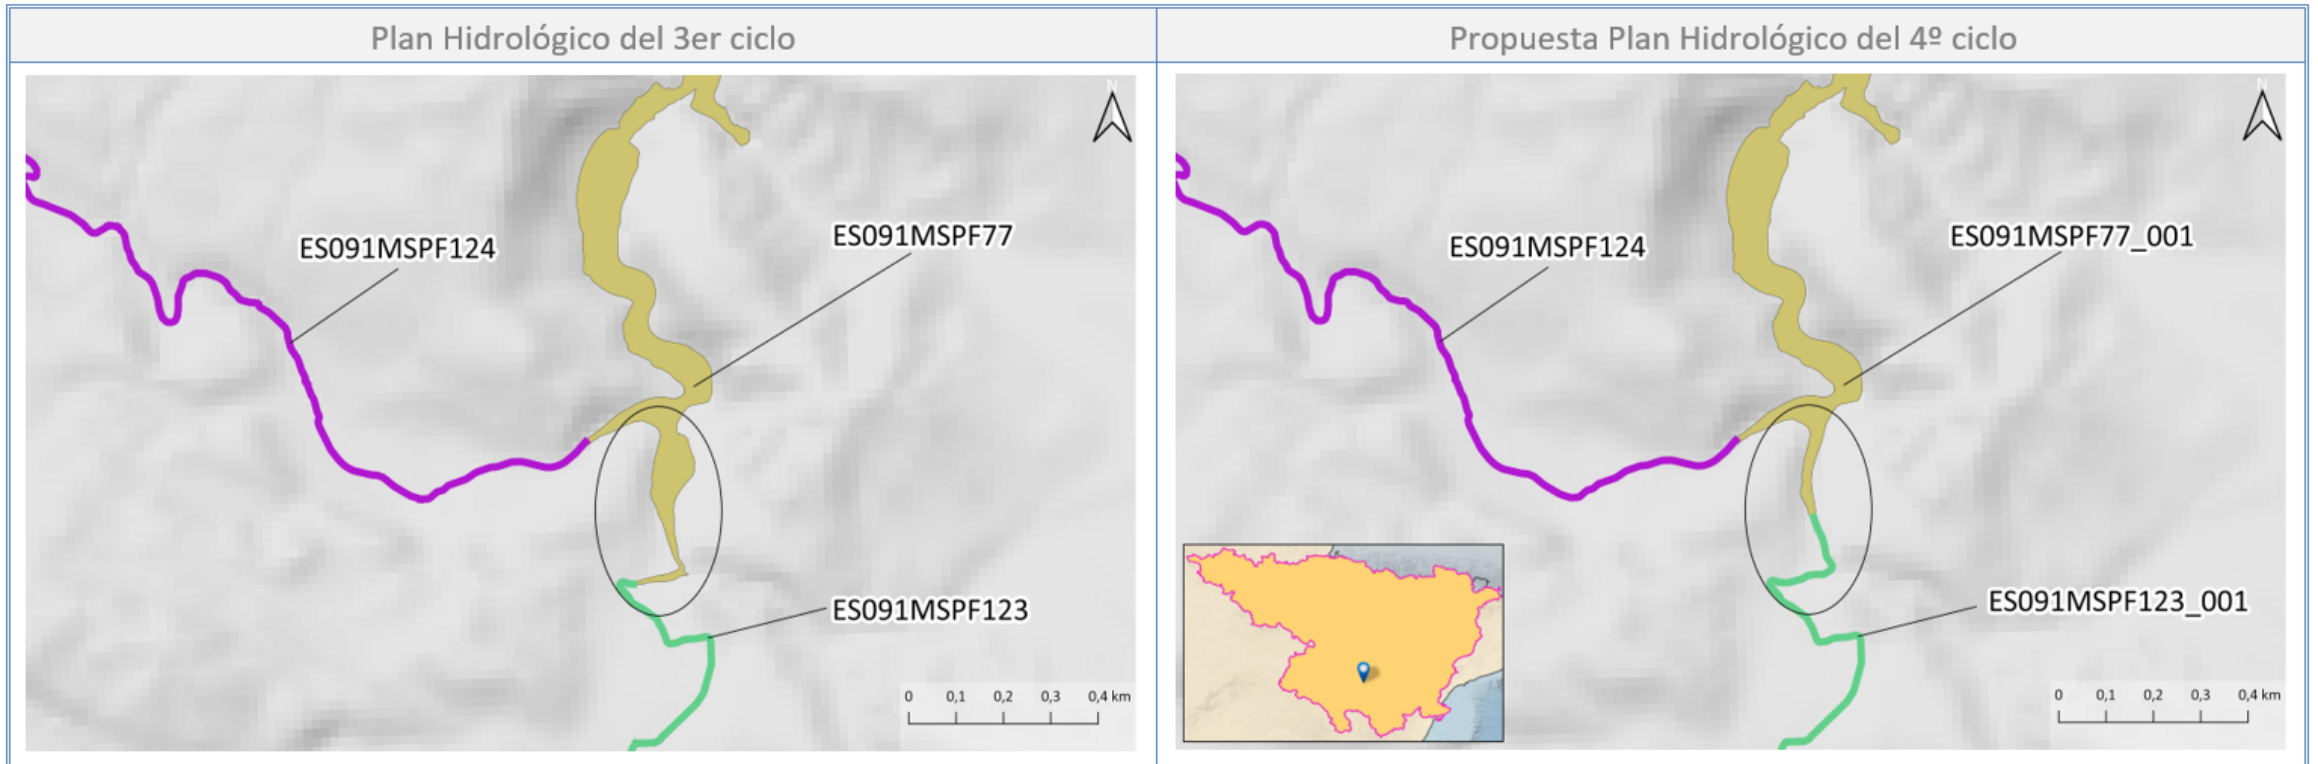 Plan Hidrológico del 3er ciclo
Propuesta Plan Hidrológico del 4º ciclo
N
ES091MSPF124
ES091MSPF77
ES091MSPF123
0 0,1 0,2 0,3 0,4 km
N
ES091MSPF124
ES091MSPF77_001
ES091MSPF123_001
0 0,1 0,2 0,3 0,4 km